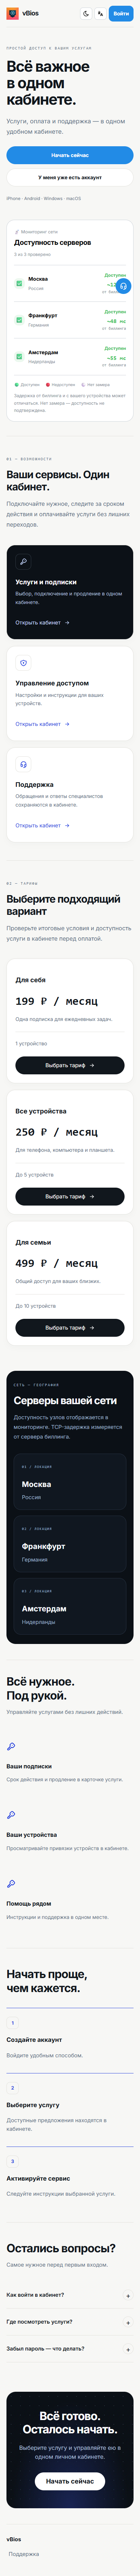 vBios
Войти
ПРОСТОЙ ДОСТУП К ВАШИМ УСЛУГАМ
Всё важное
в одном
кабинете.
Услуги, оплата и поддержка — в одном
удобном кабинете.
Начать сейчас
У меня уже есть аккаунт
iPhone · Android · Windows · macOS
Мониторинг сети
Доступность серверов
3 из 3 проверено
Доступен
Москва
Россия
от биллинга
Доступен
Франкфурт
~48 мс
Германия
от биллинга
Доступен
Амстердам
~55 мс
Нидерланды
от биллинга
Доступен
Недоступен
Нет замера
Задержка от биллинга и с вашего устройства может
отличаться. Нет замера — доступность не
подтверждена.
01 — ВОЗМОЖНОСТИ
Ваши сервисы. Один
кабинет.
Подключайте нужное, следите за сроком
действия и оплачивайте услуги без лишних
переходов.
Услуги и подписки
Выбор, подключение и продление в одном
кабинете.
Открыть кабинет →
Управление доступом
Настройки и инструкции для ваших
устройств.
Открыть кабинет →
Поддержка
Обращения и ответы специалистов
сохраняются в кабинете.
Открыть кабинет →
02 — ТАРИФЫ
Выберите подходящий
вариант
Проверьте итоговые условия и доступность
услуги в кабинете перед оплатой.
Для себя
199 ₽ / месяц
Одна подписка для ежедневных задач.
1 устройство
Выбрать тариф →
Все устройства
250 ₽ / месяц
Для телефона, компьютера и планшета.
До 5 устройств
Выбрать тариф →
Для семьи
499 ₽ / месяц
Общий доступ для ваших близких.
До 10 устройств
Выбрать тариф →
СЕТЬ — ГЕОГРАФИЯ
Серверы вашей сети
Доступность узлов отображается в
мониторинге. TCP-задержка измеряется
от сервера биллинга.
01 / ЛОКАЦИЯ
Москва
Россия
Франкфурт
Германия
Амстердам
Нидерланды
Всё нужное.
Под рукой.
Управляйте услугами без лишних действий.
Ваши подписки
Срок действия и продление в карточке услуги.
Ваши устройства
Просматривайте привязки устройств в кабинете.
Помощь рядом
Инструкции и поддержка в одном месте.
Начать проще,
чем кажется.
1
Создайте аккаунт
Войдите удобным способом.
2
Выберите услугу
Доступные предложения находятся в
кабинете.
3
Активируйте сервис
Следуйте инструкции выбранной услуги.
Остались вопросы?
Самое нужное перед первым входом.
Как войти в кабинет? +
Где посмотреть услуги? +
Забыл пароль — что делать? +
Всё готово.
Осталось начать.
Выберите услугу и управляйте ею в
одном личном кабинете.
Начать сейчас
vBios
Поддержка